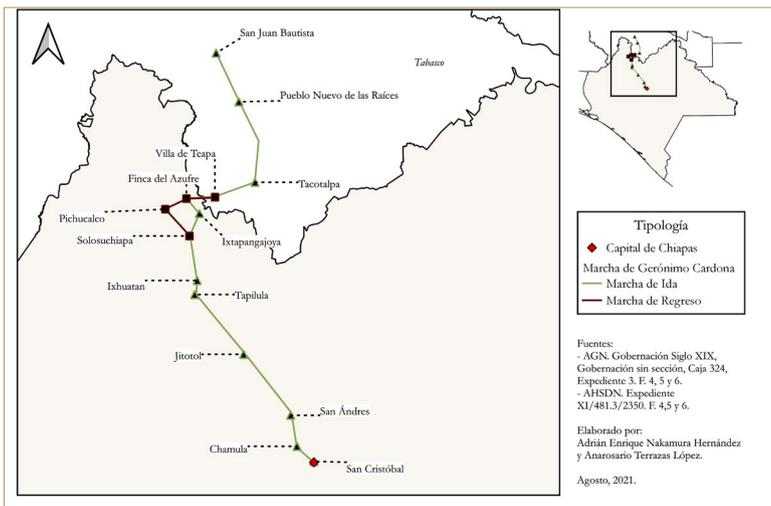 San Juan Bautista
Tabasco
Pueblo Nuevo de las Raíces
Villa de Teapa
Finca del Azufre
Tacotalpa
Pichucalco
Solosuchiapa
Ixtapangajoya
Ixhuatan
Tapilula
Jitotol
San Ándres
Chamula
San Cristóbal
Tipología
Capital de Chiapas
Marcha de Gerónimo Cardona
Marcha de Ida
Marcha de Regreso
Fuentes:
- AGN. Gobernación Siglo XIX,
Gobernación sin sección, Caja 324,
Expediente 3. F. 4, 5 y 6.
- AHSDN. Expediente
XI/481.3/2350. F. 4,5 y 6.
Elaborado por:
Adrián Enrique Nakamura Hernández
y Anarosario Terrazas López.
Agosto, 2021.